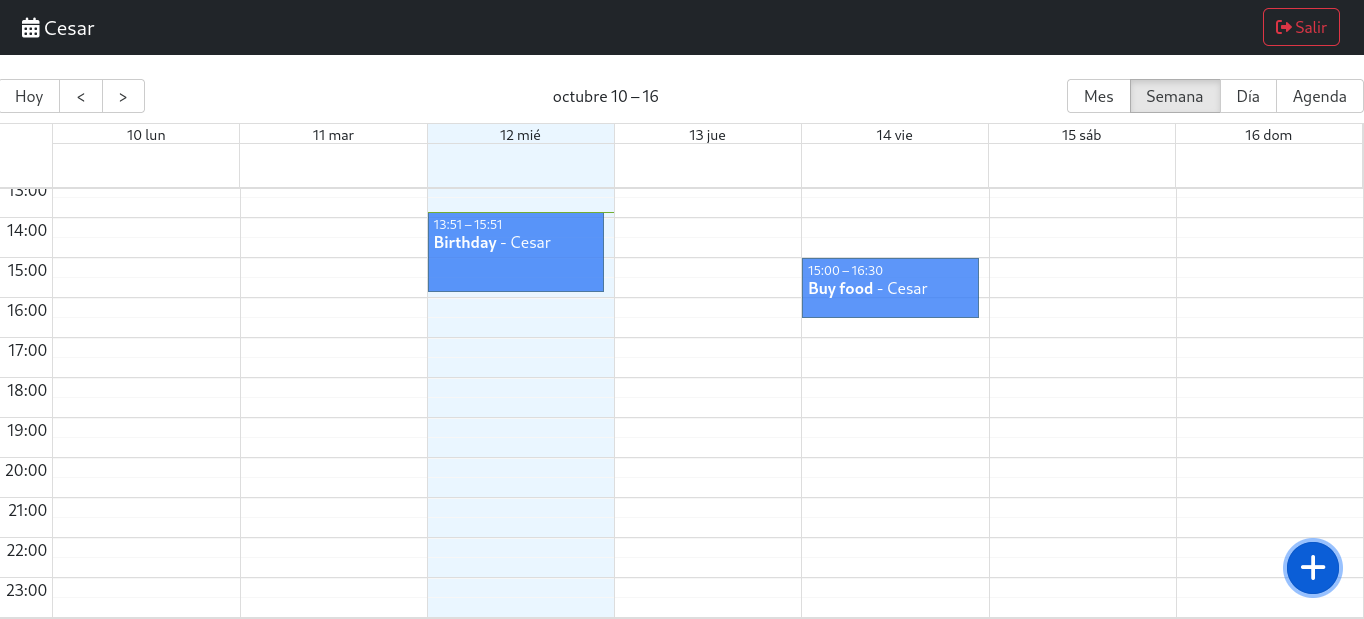 Cesar
Salir
Hoy < >
octubre 10 – 16
Mes Semana Día Agenda
10 lun 11 mar 12 mié 13 jue 14 vie 15 sáb 16 dom
13:00
14:00
15:00
16:00
17:00
18:00
19:00
20:00
21:00
22:00
23:00
13:51 – 15:51
Birthday - Cesar
15:00 – 16:30
Buy food - Cesar